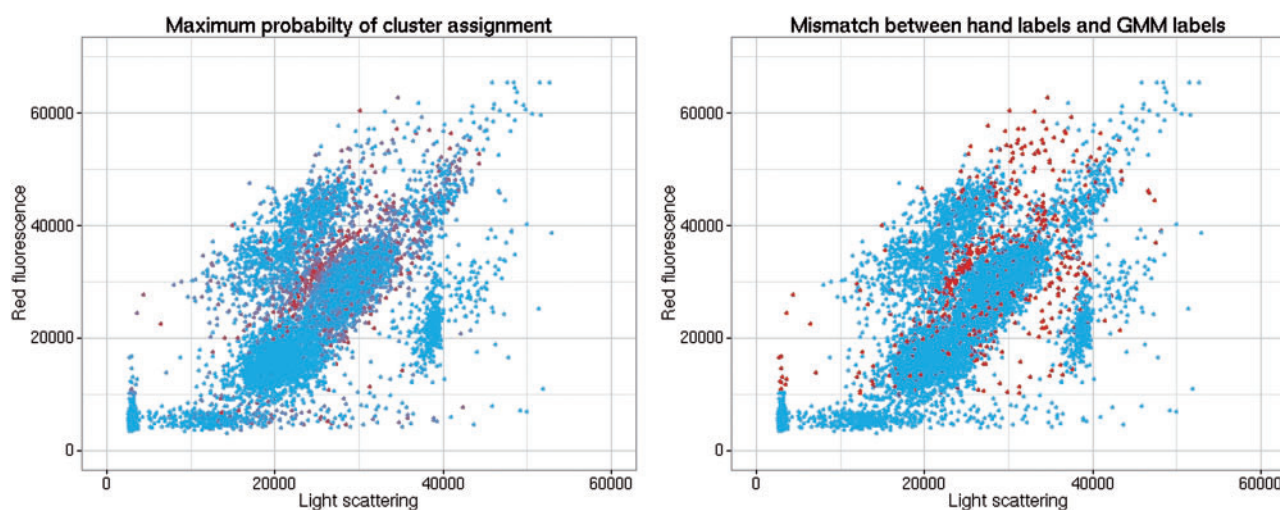 Maximum probabilty of cluster assignment
60000
40000
20000
0
Red fluorescence
0 20000 40000 60000
Light scattering
Mismatch between hand labels and GMM labels
60000
40000
20000
0
Red fluorescence
0 20000 40000 60000
Light scattering